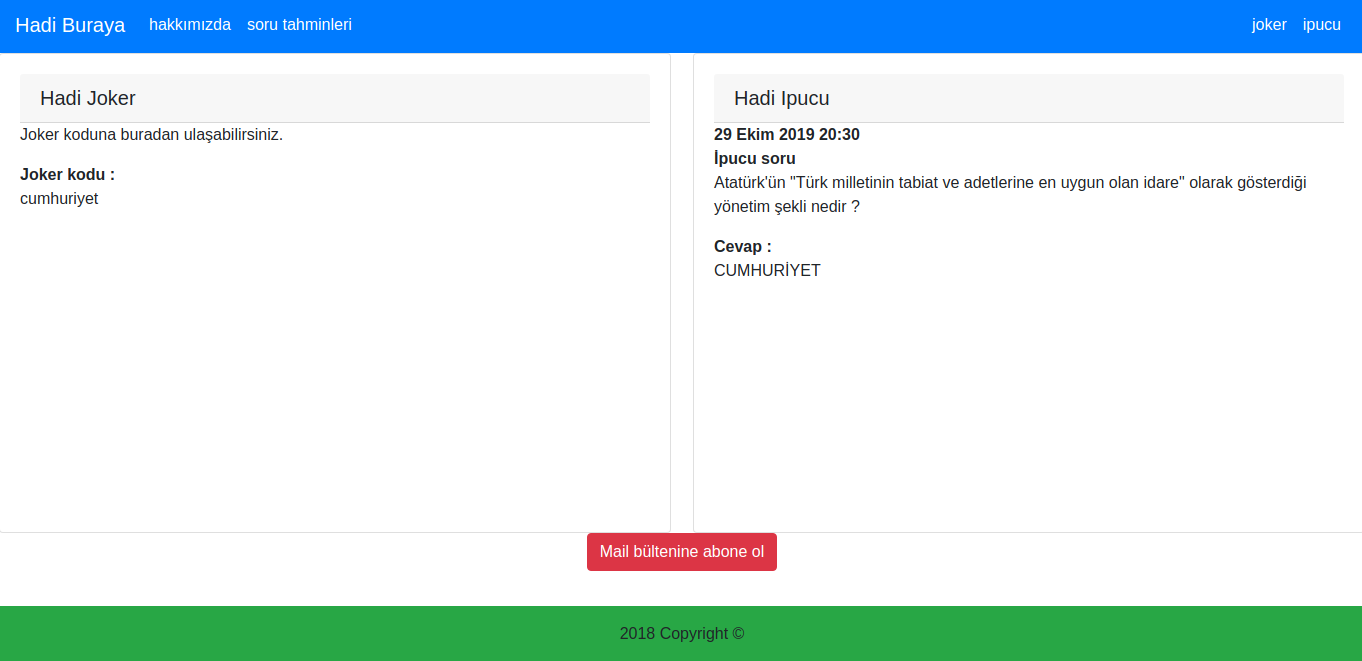 Hadi Buraya hakkımızda soru tahminleri joker ipucu
Hadi Joker
Joker koduna buradan ulaşabilirsiniz.
Joker kodu :
cumhuriyet
Hadi Ipucu
29 Ekim 2019 20:30
İpucu soru
Atatürk'ün "Türk milletinin tabiat ve adetlerine en uygun olan idare" olarak gösterdiği
yönetim şekli nedir ?
Cevap :
CUMHURİYET
Mail bültenine abone ol
2018 Copyright ©